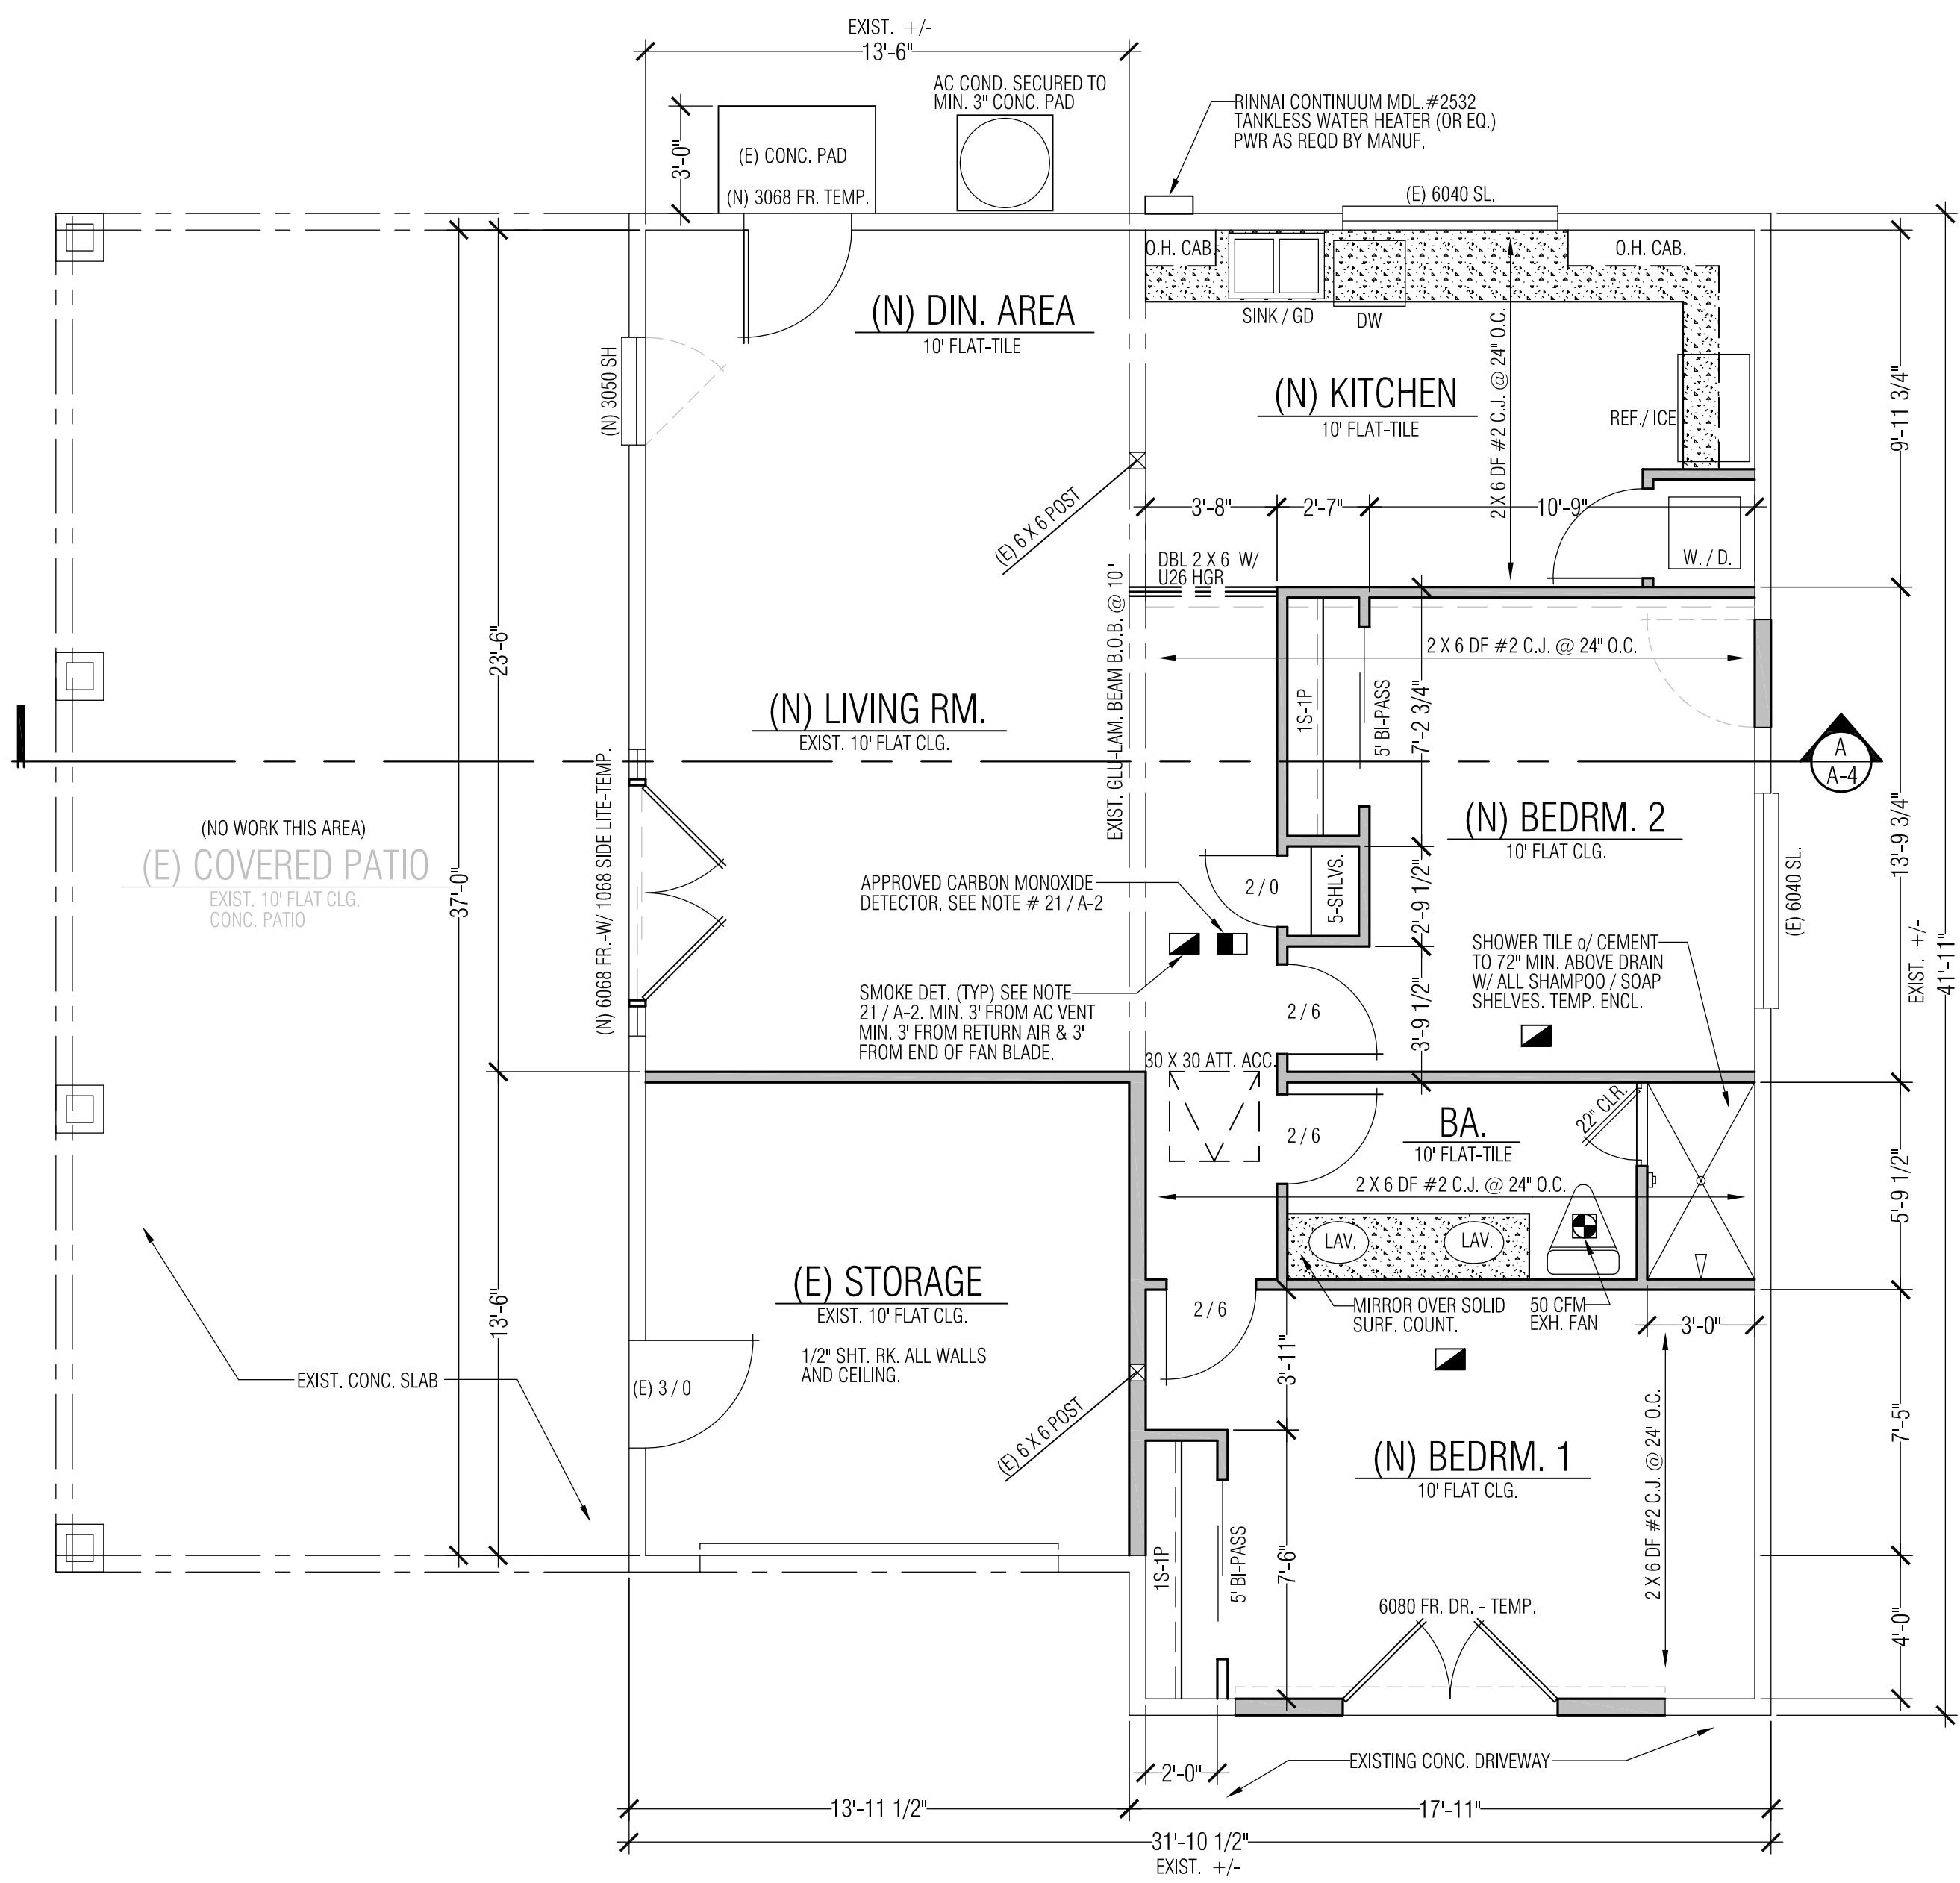 EXIST. +/-
13'-6"
AC COND. SECURED TO
MIN. 3" CONC. PAD
RINNAI CONTINUUM MDL.#2532
TANKLESS WATER HEATER (OR EQ.)
PWR AS REQD BY MANUF.
3'-0"
(E) CONC. PAD
(N) 3068 FR. TEMP.
(E) 6040 SL.
O.H. CAB.
O.H. CAB.
SINK / GD
DW
(N) DIN. AREA
10' FLAT-TILE
(N) 3050 SH
2 X 6 DF #2 C.J. @ 24" O.C.
(N) KITCHEN
10' FLAT-TILE
REF./ ICE
9'-11 3/4"
(E) 6 X 6 POST
3'-8"
2'-7"
10'-9"
W. / D.
DBL 2 X 6 W/
U26 HGR
EXIST. GLU-LAM. BEAM B.O.B. @ 10'
23'-6"
37'-0"
2 X 6 DF #2 C.J. @ 24" O.C.
(N) LIVING RM.
EXIST. 10' FLAT CLG.
1S-1P
5' BI-PASS
7'-2 3/4"
A
A-4
(N) 6068 FR.-W/ 1068 SIDE LITE-TEMP.
(NO WORK THIS AREA)
(E) COVERED PATIO
EXIST. 10' FLAT CLG.
CONC. PATIO
(N) BEDRM. 2
10' FLAT CLG.
13'-9 3/4"
(E) 6040 SL.
APPROVED CARBON MONOXIDE
DETECTOR. SEE NOTE # 21 / A-2
2 / 0
5-SHLVS.
2'-9 1/2"
EXIST. +/-
41'-11"
SHOWER TILE o/ CEMENT
TO 72" MIN. ABOVE DRAIN
W/ ALL SHAMPOO / SOAP
SHELVES. TEMP. ENCL.
SMOKE DET. (TYP) SEE NOTE
21 / A-2. MIN. 3' FROM AC VENT
MIN. 3' FROM RETURN AIR & 3'
FROM END OF FAN BLADE.
2 / 6
3'-9 1/2"
30 X 30 ATT. ACC.
2 / 6
BA.
10' FLAT-TILE
22" CLR.
2 X 6 DF #2 C.J. @ 24" O.C.
5'-9 1/2"
LAV.
LAV.
(E) STORAGE
EXIST. 10' FLAT CLG.
1/2" SHT. RK. ALL WALLS
AND CEILING.
13'-6"
2 / 6
MIRROR OVER SOLID
SURF. COUNT.
50 CFM
EXH. FAN
3'-0"
3'-11"
EXIST. CONC. SLAB
(E) 3 / 0
(E) 6 X 6 POST
(N) BEDRM. 1
10' FLAT CLG.
2 X 6 DF #2 C.J. @ 24" O.C.
7'-5"
1S-1P
5' BI-PASS
7'-6"
6080 FR. DR. - TEMP.
4'-0"
EXISTING CONC. DRIVEWAY
2'-0"
13'-11 1/2"
17'-11"
31'-10 1/2"
EXIST. +/-